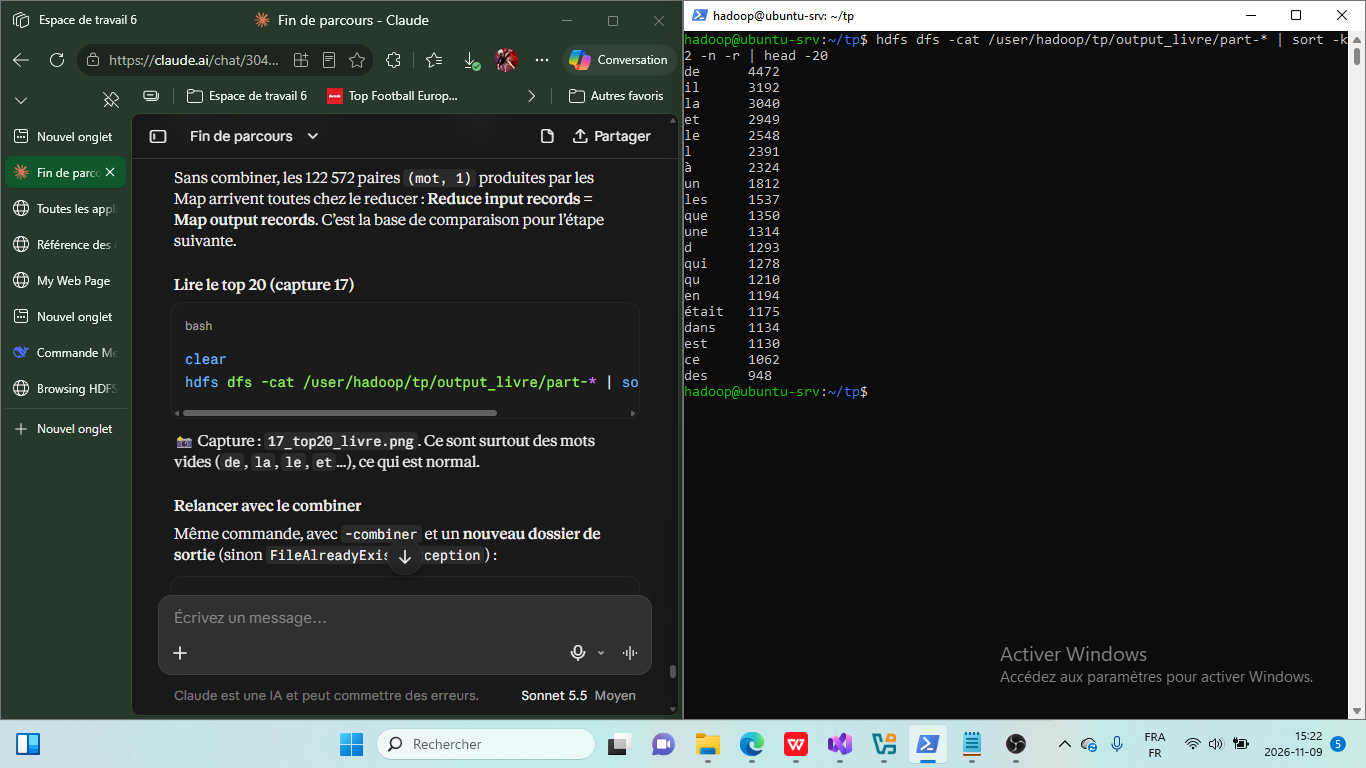 Espace de travail 6
Fin de parcours - Claude
https://claude.ai/chat/304...
Conversation
Espace de travail 6
Top Football Europ...
Autres favoris
Nouvel onglet
Fin de parco
Toutes les appl
Référence des
My Web Page
Nouvel onglet
Commande Me
Browsing HDFS
Nouvel onglet
Fin de parcours
Partager
Sans combiner, les 122 572 paires (mot, 1) produites par les
Map arrivent toutes chez le reducer : Reduce input records =
Map output records. C'est la base de comparaison pour l'étape
suivante.
Lire le top 20 (capture 17)
bash
clear
hdfs dfs -cat /user/hadoop/tp/output_livre/part-* | so
Capture : 17_top20_livre.png. Ce sont surtout des mots
vides (de, la, le, et…), ce qui est normal.
Relancer avec le combiner
Même commande, avec -combiner et un nouveau dossier de
sortie (sinon FileAlreadyExis ception) :
Écrivez un message...
Claude est une IA et peut commettre des erreurs.
Sonnet 5.5 Moyen
hadoop@ubuntu-srv: ~/tp
hadoop@ubuntu-srv:~/tp$ hdfs dfs -cat /user/hadoop/tp/output_livre/part-* | sort -k
2 -n -r | head -20
de 4472
il 3192
la 3040
et 2949
le 2548
l 2391
à 2324
un 1812
les 1537
que 1350
une 1314
d 1293
qui 1278
qu 1210
en 1194
était 1175
dans 1134
est 1130
ce 1062
des 948
hadoop@ubuntu-srv:~/tp$
Activer Windows
Accédez aux paramètres pour activer Windows.
Rechercher
FRA
FR
15:22
2026-11-09
5